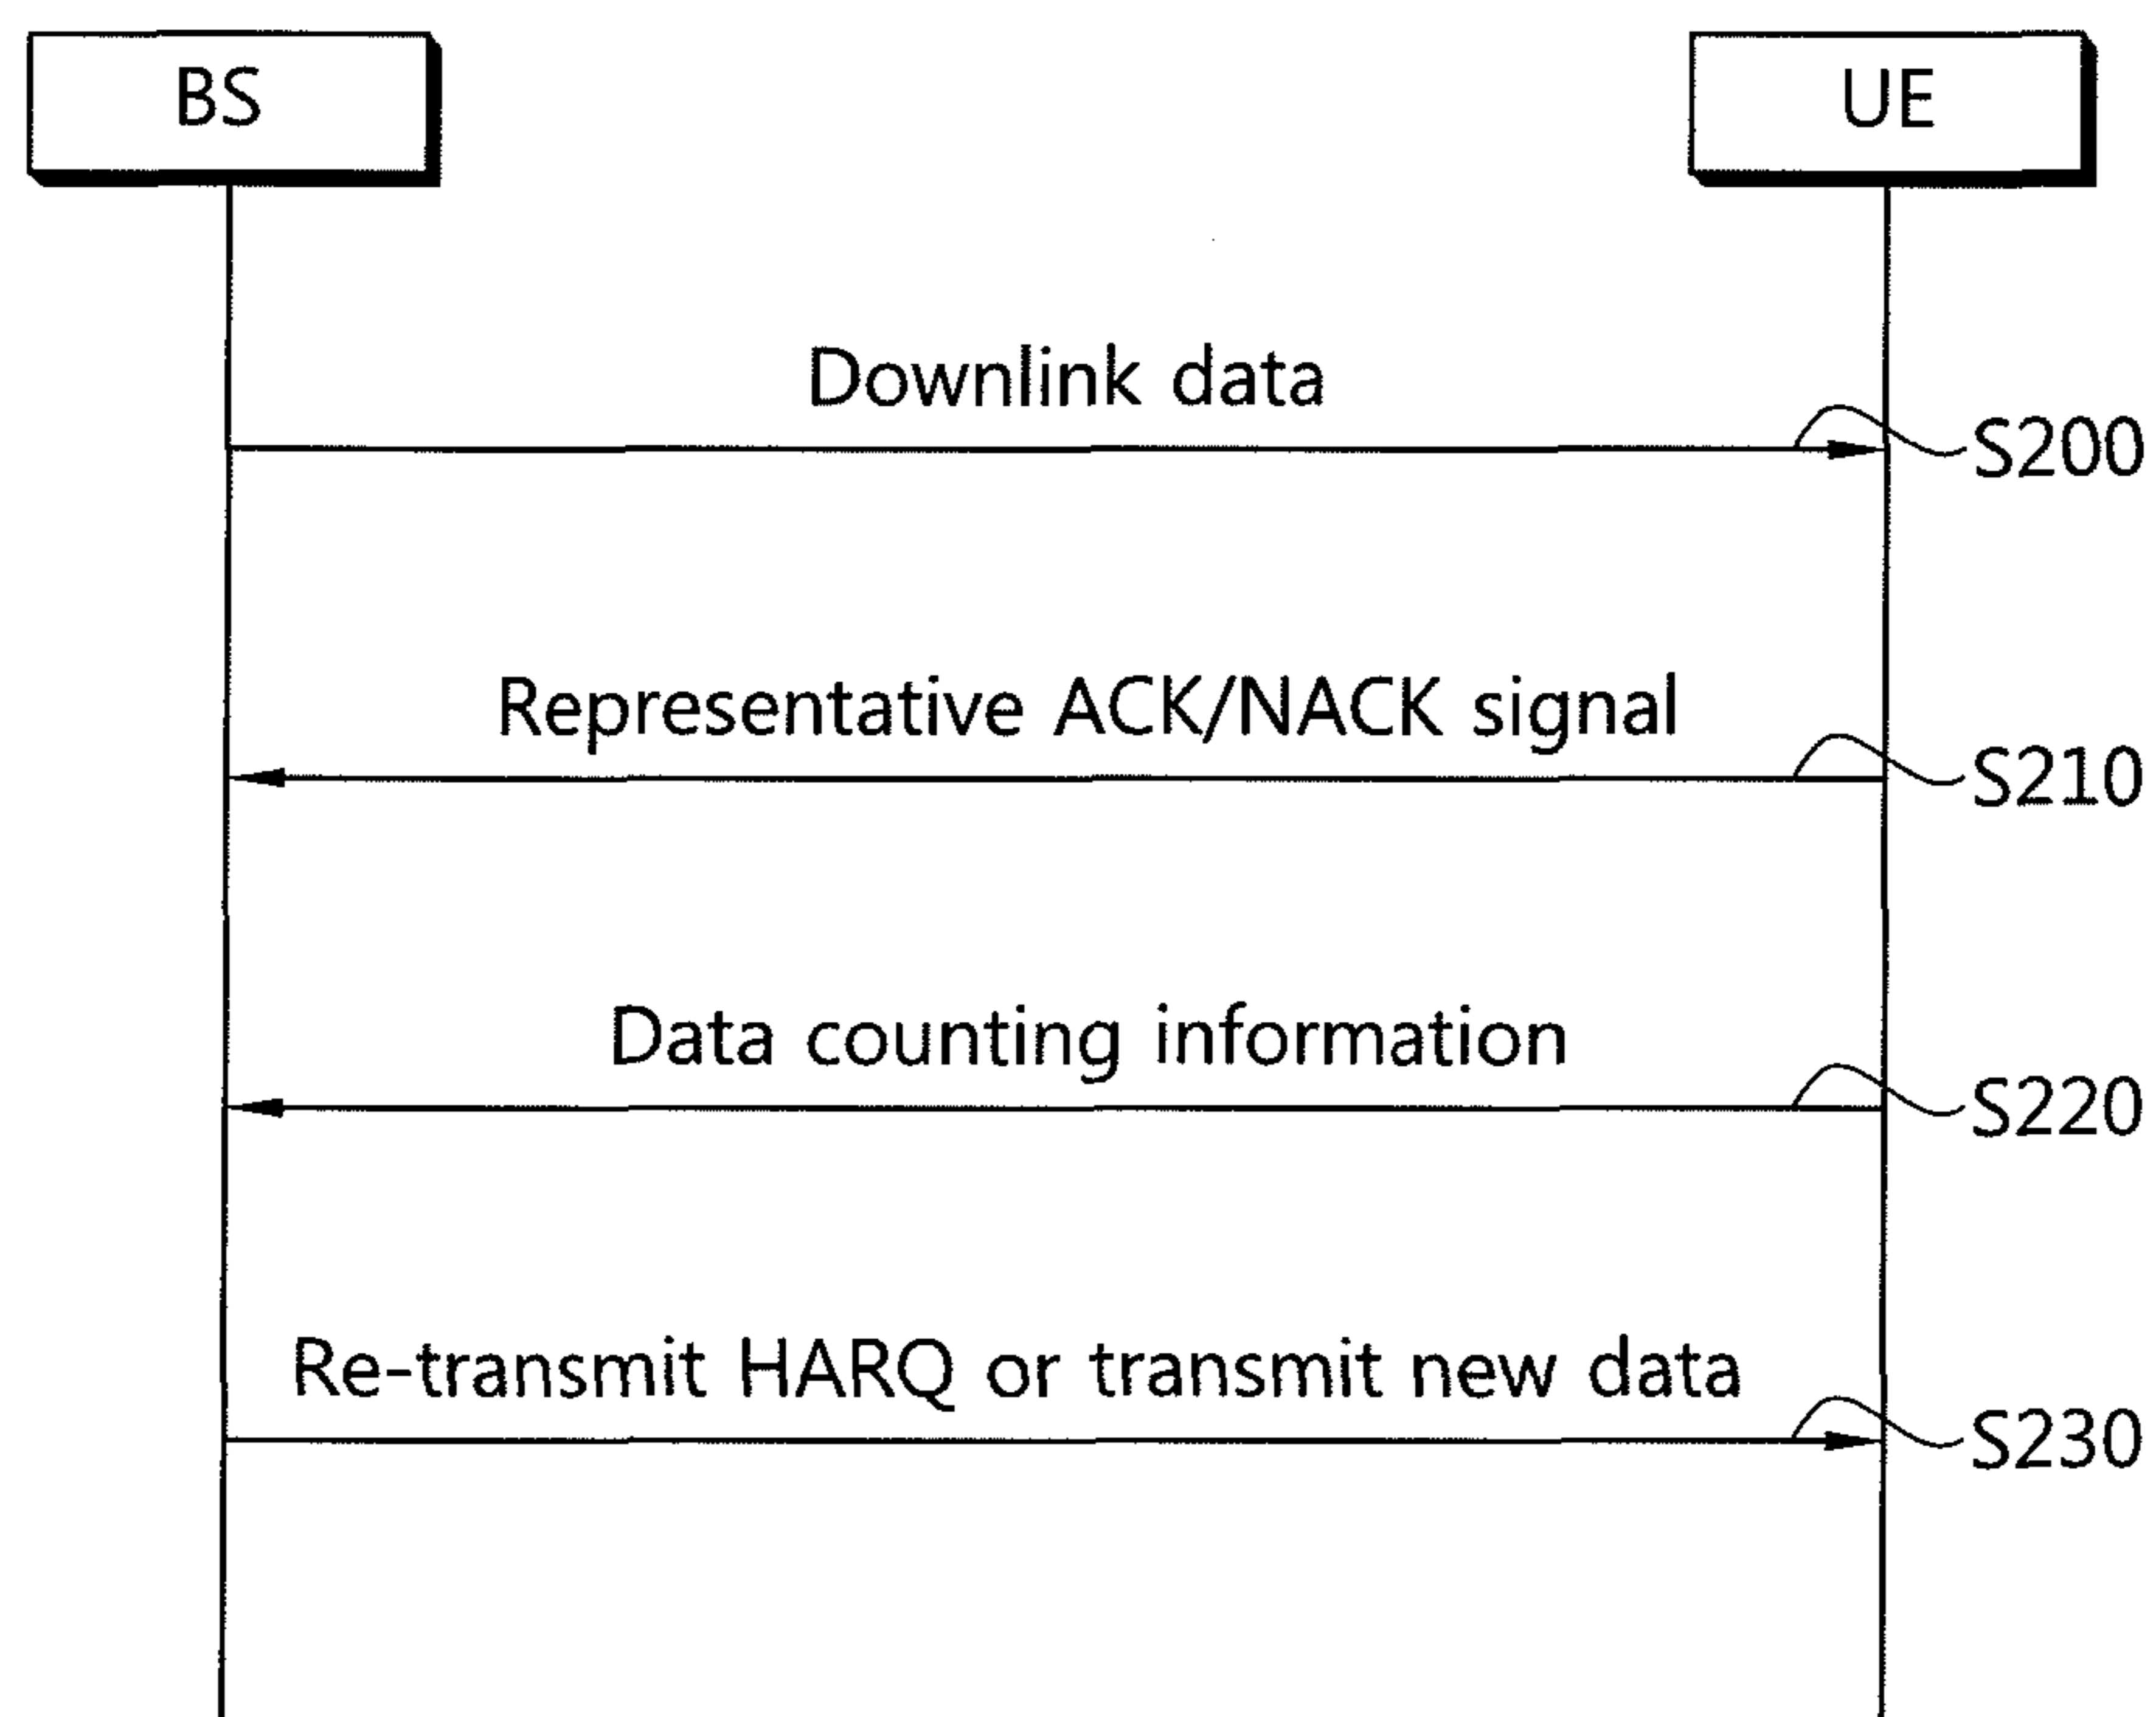 BS
UE
Downlink data
S200
Representative ACK/NACK signal
S210
Data counting information
S220
Re-transmit HARQ or transmit new data
S230